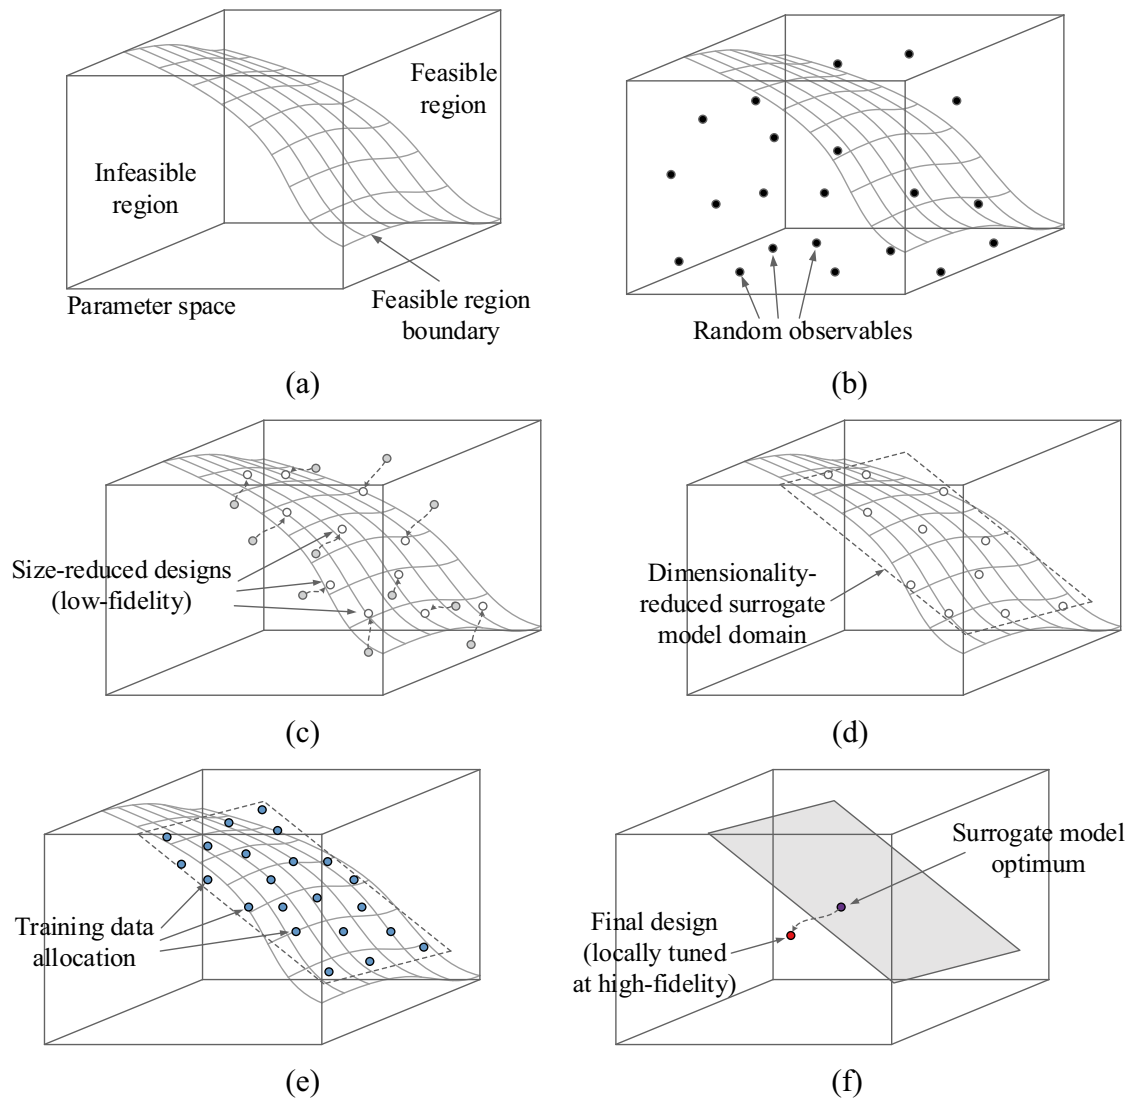 Feasible
region
Infeasible
region
Parameter space
Feasible region
boundary
(a)
Random observables
(b)
Size-reduced designs
(low-fidelity)
(c)
Dimensionality-
reduced surrogate
model domain
(d)
Training data
allocation
(e)
Surrogate model
optimum
Final design
(locally tuned
at high-fidelity)
(f)